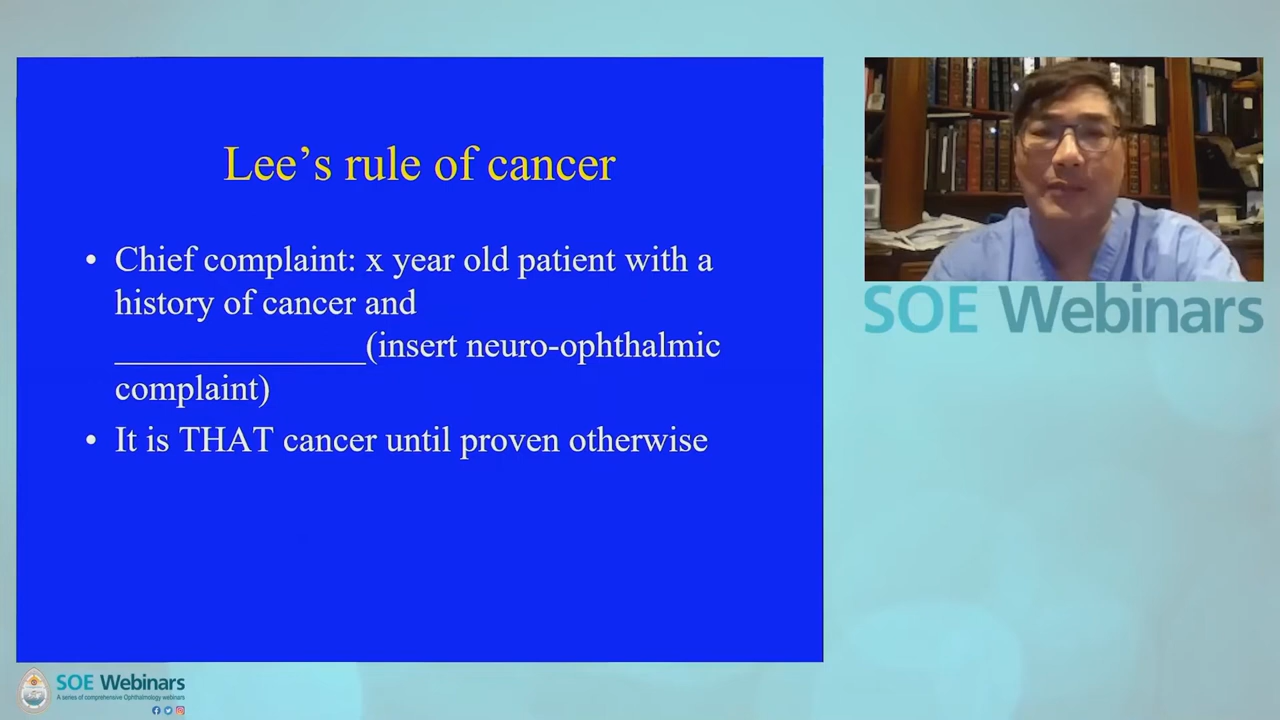 Lee's rule of cancer
• Chief complaint: x year old patient with a
history of cancer and
______________(insert neuro-ophthalmic
complaint)
• It is THAT cancer until proven otherwise
SOE Webinars
SOE Webinars
A series of comprehensive Ophthalmology webinars